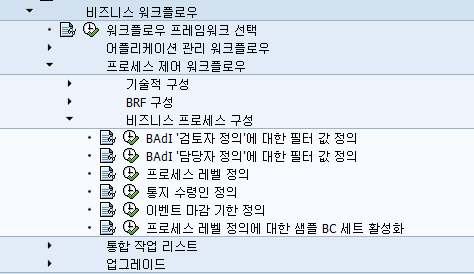 비즈니스 워크플로우
워크플로우 프레임워크 선택
어플리케이션 관리 워크플로우
프로세스 제어 워크플로우
기술적 구성
BRF 구성
비즈니스 프로세스 구성
BAdI '검토자 정의'에 대한 필터 값 정의
BAdI '담당자 정의'에 대한 필터 값 정의
프로세스 레벨 정의
통지 수령인 정의
이벤트 마감 기한 정의
프로세스 레벨 정의에 대한 샘플 BC 세트 활성화
통합 작업 리스트
업그레이드